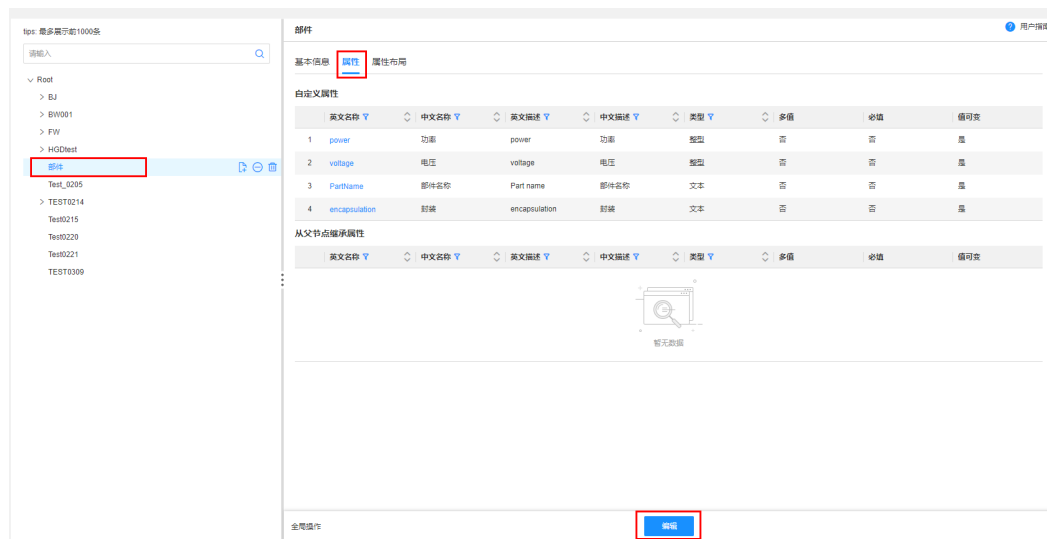 tips: 最多展示前1000条
请输入
Root
BJ
BW001
FW
HGDtest
部件
Test_0205
TEST0214
Test0215
Test0220
Test0221
TEST0309
部件
用户指南
基本信息 属性 属性布局
自定义属性
英文名称 中文名称 英文描述 中文描述 类型 多值 必填 值可变
1 power 功率 power 功率 整型 否 否 是
2 voltage 电压 voltage 电压 整型 否 否 是
3 PartName 部件名称 Part name 部件名称 文本 否 否 是
4 encapsulation 封装 encapsulation 封装 文本 否 否 是
从父节点继承属性
英文名称 中文名称 英文描述 中文描述 类型 多值 必填 值可变
暂无数据
全局操作
编辑